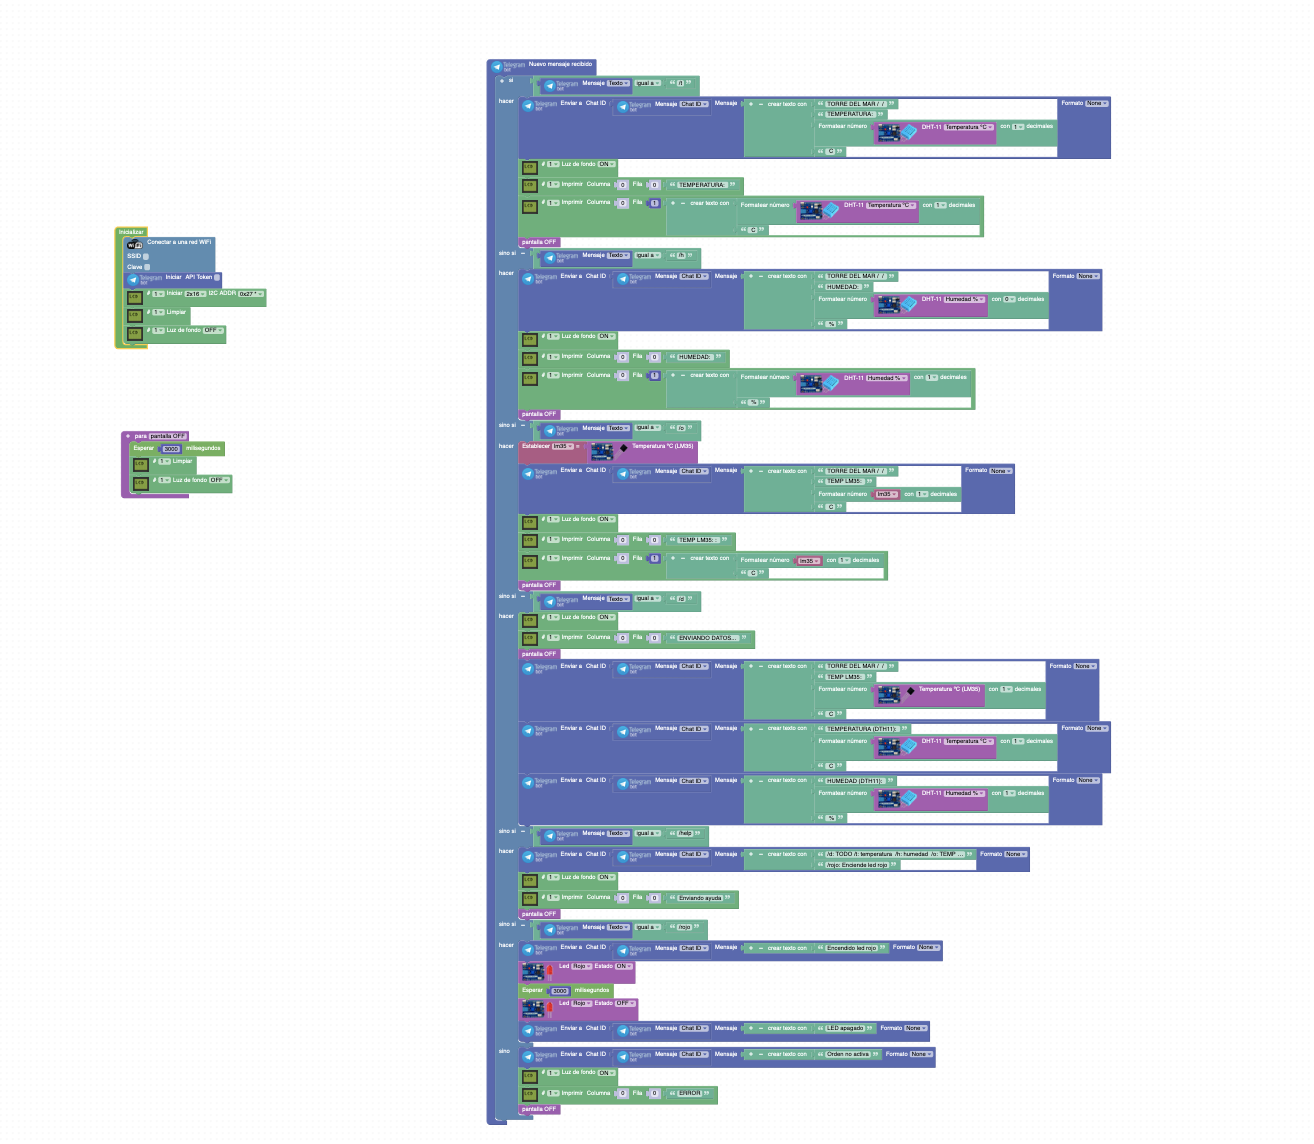 Inicializar
WiFi Conectar a una red WiFi
SSID
Clave
Telegram bot Iniciar API Token
LCD # 1 Iniciar 2x16 I2C ADDR 0x27 *
LCD # 1 Limpiar
LCD # 1 Luz de fondo OFF
para pantalla OFF
Esperar 3000 milisegundos
LCD # 1 Limpiar
LCD # 1 Luz de fondo OFF
Telegram bot Nuevo mensaje recibido
si Telegram bot Mensaje Texto igual a “ /t ”
hacer Telegram bot Enviar a Chat ID Telegram bot Mensaje Chat ID Mensaje + − crear texto con “ TORRE DEL MAR / / ” Formato None
“ TEMPERATURA: ”
Formatear número DHT-11 Temperatura ºC con 1 decimales
“ C ”
LCD # 1 Luz de fondo ON
LCD # 1 Imprimir Columna 0 Fila 0 “ TEMPERATURA: ”
LCD # 1 Imprimir Columna 0 Fila 1 + − crear texto con Formatear número DHT-11 Temperatura ºC con 1 decimales
“ C ”
pantalla OFF
sino si − Telegram bot Mensaje Texto igual a “ /h ”
hacer Telegram bot Enviar a Chat ID Telegram bot Mensaje Chat ID Mensaje + − crear texto con “ TORRE DEL MAR / / ” Formato None
“ HUMEDAD: ”
Formatear número DHT-11 Humedad % con 0 decimales
“ % ”
LCD # 1 Luz de fondo ON
LCD # 1 Imprimir Columna 0 Fila 0 “ HUMEDAD: ”
LCD # 1 Imprimir Columna 0 Fila 1 + − crear texto con Formatear número DHT-11 Humedad % con 1 decimales
“ % ”
pantalla OFF
sino si − Telegram bot Mensaje Texto igual a “ /o ”
hacer Establecer lm35 = Temperatura ºC (LM35)
Telegram bot Enviar a Chat ID Telegram bot Mensaje Chat ID Mensaje + − crear texto con “ TORRE DEL MAR / / ” Formato None
“ TEMP LM35: ”
Formatear número lm35 con 1 decimales
“ C ”
LCD # 1 Luz de fondo ON
LCD # 1 Imprimir Columna 0 Fila 0 “ TEMP LM35:: ”
LCD # 1 Imprimir Columna 0 Fila 1 + − crear texto con Formatear número lm35 con 1 decimales
“ C ”
pantalla OFF
sino si − Telegram bot Mensaje Texto igual a “ /d ”
hacer LCD # 1 Luz de fondo ON
LCD # 1 Imprimir Columna 0 Fila 0 “ ENVIANDO DATOS... ”
pantalla OFF
Telegram bot Enviar a Chat ID Telegram bot Mensaje Chat ID Mensaje + − crear texto con “ TORRE DEL MAR / / ” Formato None
“ TEMP LM35: ”
Formatear número Temperatura ºC (LM35) con 1 decimales
“ C ”
Telegram bot Enviar a Chat ID Telegram bot Mensaje Chat ID Mensaje + − crear texto con “ TEMPERATURA (DTH11): ” Formato None
Formatear número DHT-11 Temperatura ºC con 1 decimales
“ C ”
Telegram bot Enviar a Chat ID Telegram bot Mensaje Chat ID Mensaje + − crear texto con “ HUMEDAD (DTH11): ” Formato None
Formatear número DHT-11 Humedad % con 1 decimales
“ % ”
sino si − Telegram bot Mensaje Texto igual a “ /help ”
hacer Telegram bot Enviar a Chat ID Telegram bot Mensaje Chat ID Mensaje + − crear texto con “ /d: TODO /t: temperatura /h: humedad /o: TEMP ... ” Formato None
“ /rojo: Enciende led rojo ”
LCD # 1 Luz de fondo ON
LCD # 1 Imprimir Columna 0 Fila 0 “ Enviando ayuda ”
pantalla OFF
sino si − Telegram bot Mensaje Texto igual a “ /rojo ”
hacer Telegram bot Enviar a Chat ID Telegram bot Mensaje Chat ID Mensaje + − crear texto con “ Encendido led rojo ” Formato None
Led Rojo Estado ON
Esperar 3000 milisegundos
Led Rojo Estado OFF
Telegram bot Enviar a Chat ID Telegram bot Mensaje Chat ID Mensaje + − crear texto con “ LED apagado ” Formato None
sino Telegram bot Enviar a Chat ID Telegram bot Mensaje Chat ID Mensaje + − crear texto con “ Orden no activa ” Formato None
LCD # 1 Luz de fondo ON
LCD # 1 Imprimir Columna 0 Fila 0 “ ERROR ”
pantalla OFF